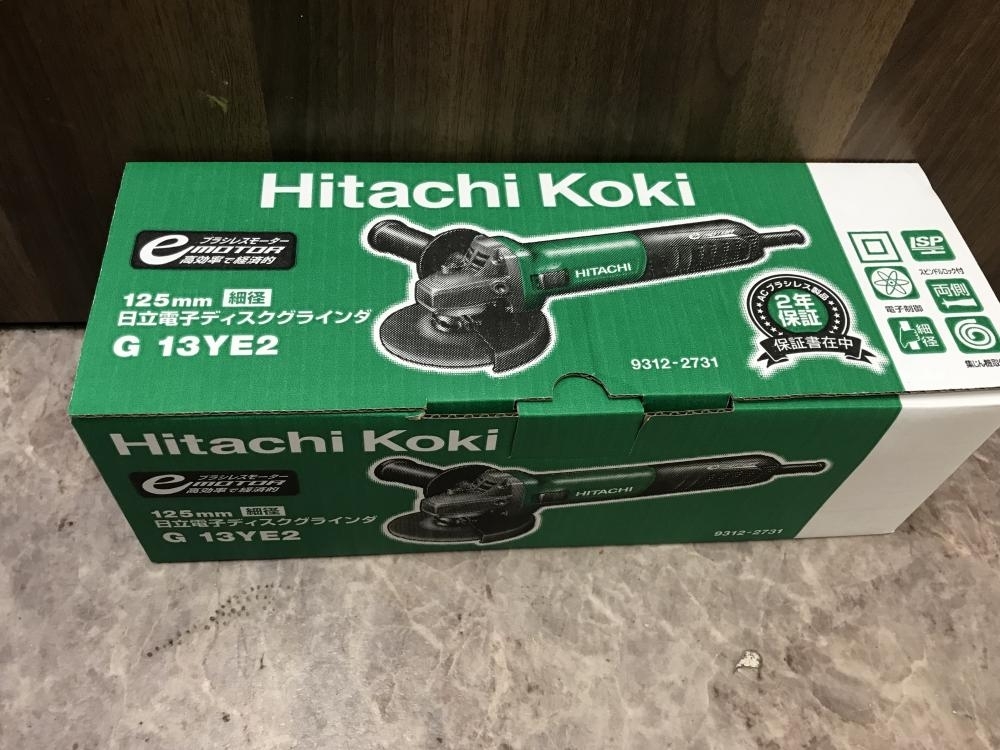 Hitachi Koki
ブラシレスモーター
eMOTOR
高効率で経済的
125mm 細径
日立電子ディスクグラインダ
G 13YE2
HITACHI
9312-2731
ACブラシレス製品
2年
保証
保証書在中
ISP
スピンドルロック付
電子制御
両側
細径
Hitachi Koki
ブラシレスモーター
eMOTOR
高効率で経済的
125mm 細径
日立電子ディスクグラインダ
G 13YE2
HITACHI
9312-2731